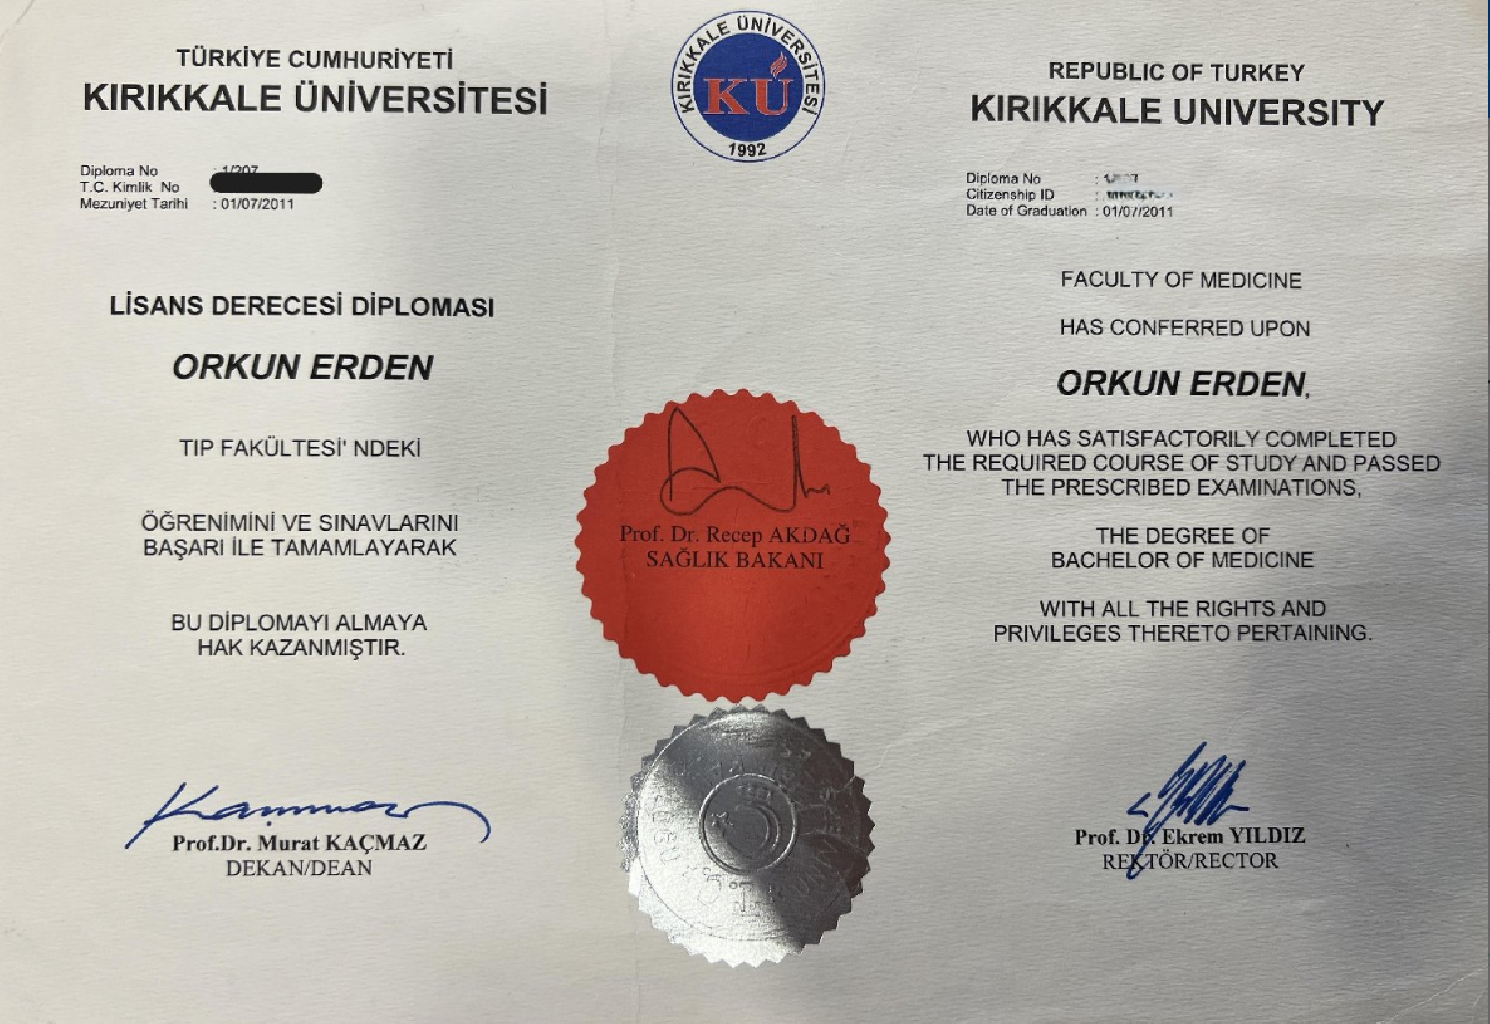 TÜRKİYE CUMHURİYETİ
KIRIKKALE ÜNİVERSİTESİ
Diploma No : 1/207
T.C. Kimlik No
Mezuniyet Tarihi : 01/07/2011
LİSANS DERECESİ DİPLOMASI
ORKUN ERDEN
TIP FAKÜLTESİ' NDEKİ
ÖĞRENİMİNİ VE SINAVLARINI
BAŞARI İLE TAMAMLAYARAK
BU DİPLOMAYI ALMAYA
HAK KAZANMIŞTIR.
Prof.Dr. Murat KAÇMAZ
DEKAN/DEAN
KIRIKKALE ÜNİVERSİTESİ
KÜ
1992
Prof. Dr. Recep AKDAĞ
SAĞLIK BAKANI
REPUBLIC OF TURKEY
KIRIKKALE UNIVERSITY
Diploma No :
Citizenship ID :
Date of Graduation : 01/07/2011
FACULTY OF MEDICINE
HAS CONFERRED UPON
ORKUN ERDEN,
WHO HAS SATISFACTORILY COMPLETED
THE REQUIRED COURSE OF STUDY AND PASSED
THE PRESCRIBED EXAMINATIONS,
THE DEGREE OF
BACHELOR OF MEDICINE
WITH ALL THE RIGHTS AND
PRIVILEGES THERETO PERTAINING.
Prof. Dr. Ekrem YILDIZ
REKTÖR/RECTOR